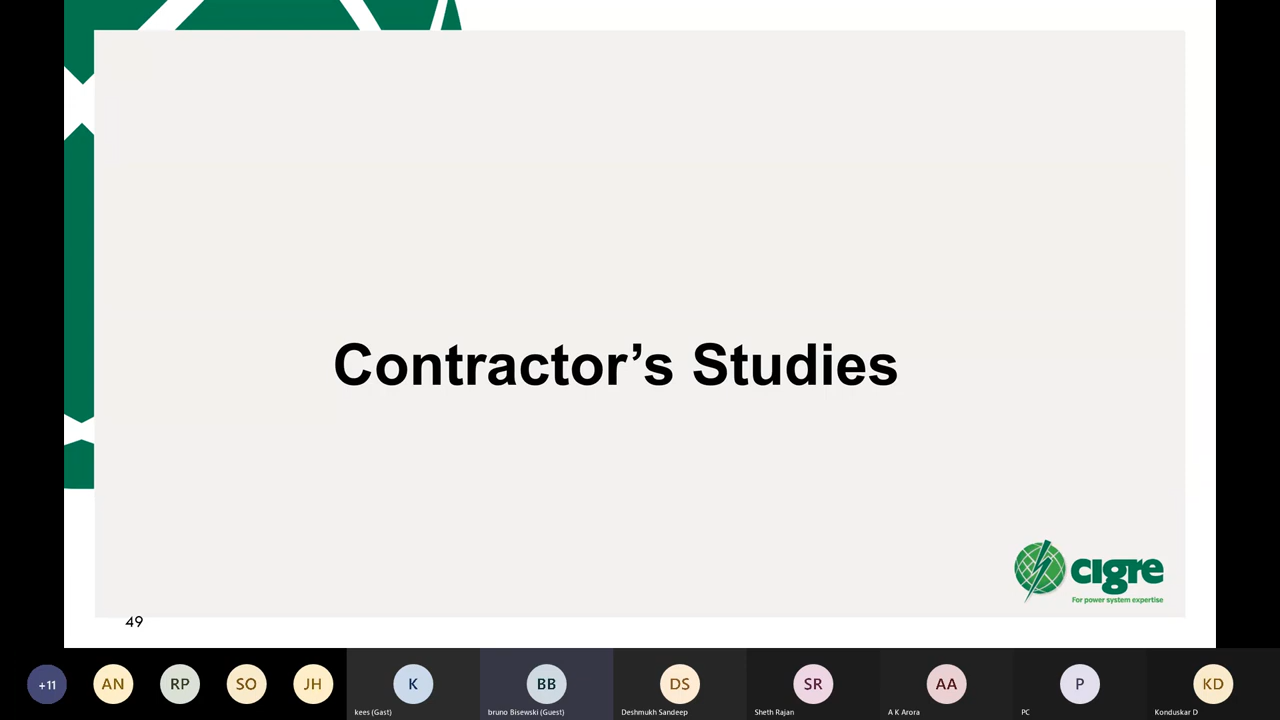 Contractor’s Studies
cigre
For power system expertise
49
+11
AN
RP
SO
JH
K
BB
DS
SR
AA
P
KD
kees (Gast)
bruno Bisewski (Guest)
Deshmukh Sandeep
Sheth Rajan
A K Arora
PC
Konduskar D